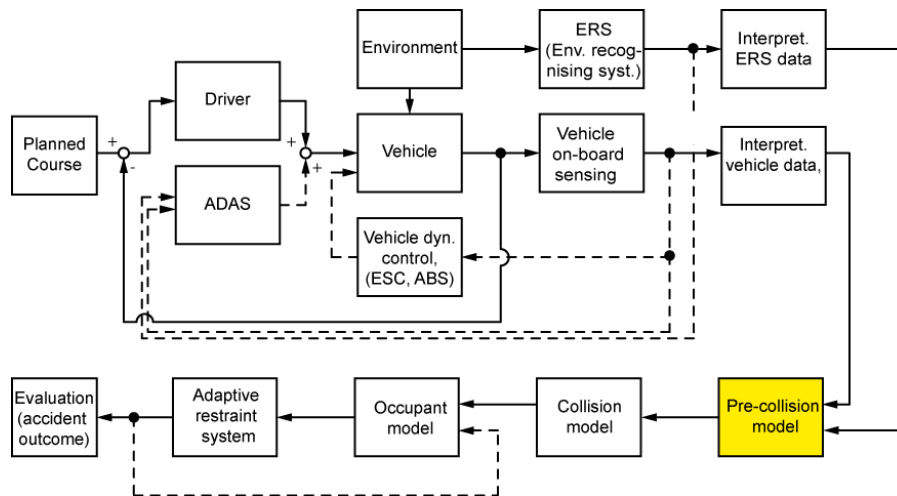 Environment
ERS
(Env. recog-
nising syst.)
Interpret.
ERS data
Planned
Course
+
-
Driver
+
+
Vehicle
Vehicle
on-board
sensing
Interpret.
vehicle data,
ADAS
Vehicle dyn.
control,
(ESC, ABS)
Evaluation
(accident
outcome)
Adaptive
restraint
system
Occupant
model
Collision
model
Pre-collision
model